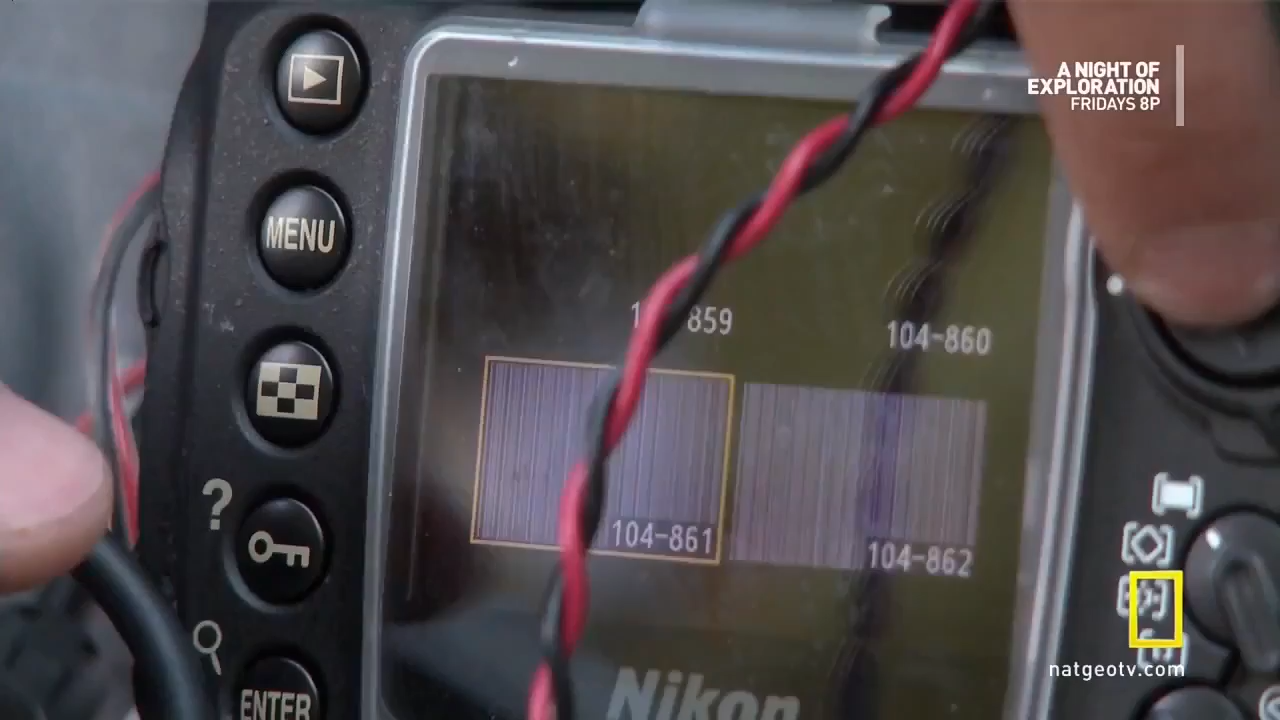 A NIGHT OF
EXPLORATION
FRIDAYS 8P
MENU
859
104-860
104-861
104-862
?
ENTER
Nikon
natgeotv.com